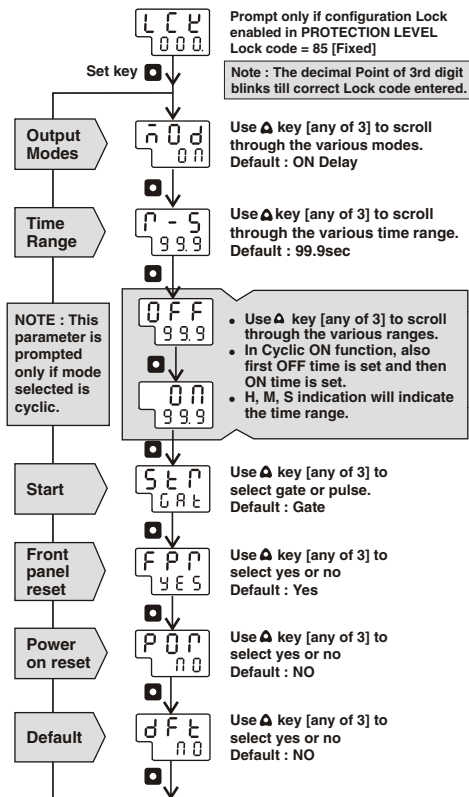 LCK
000.
Prompt only if configuration Lock
enabled in PROTECTION LEVEL
Lock code = 85 [Fixed]
Set key
Note : The decimal Point of 3rd digit
blinks till correct Lock code entered.
Output
Modes
n̄0d
0n
Use △ key [any of 3] to scroll
through the various modes.
Default : ON Delay
Time
Range
r-S
99.9
Use △ key [any of 3] to scroll
through the various time range.
Default : 99.9sec
NOTE : This
parameter is
prompted
only if mode
selected is
cyclic.
OFF
99.9
ON
99.9
• Use △ key [any of 3] to scroll
through the various ranges.
• In Cyclic ON function, also
first OFF time is set and then
ON time is set.
• H, M, S indication will indicate
the time range.
Start
Str
GAt
Use △ key [any of 3] to
select gate or pulse.
Default : Gate
Front
panel
reset
FPr
YES
Use △ key [any of 3] to
select yes or no
Default : Yes
Power
on reset
POr
NO
Use △ key [any of 3] to
select yes or no
Default : NO
Default
dFt
NO
Use △ key [any of 3] to
select yes or no
Default : NO